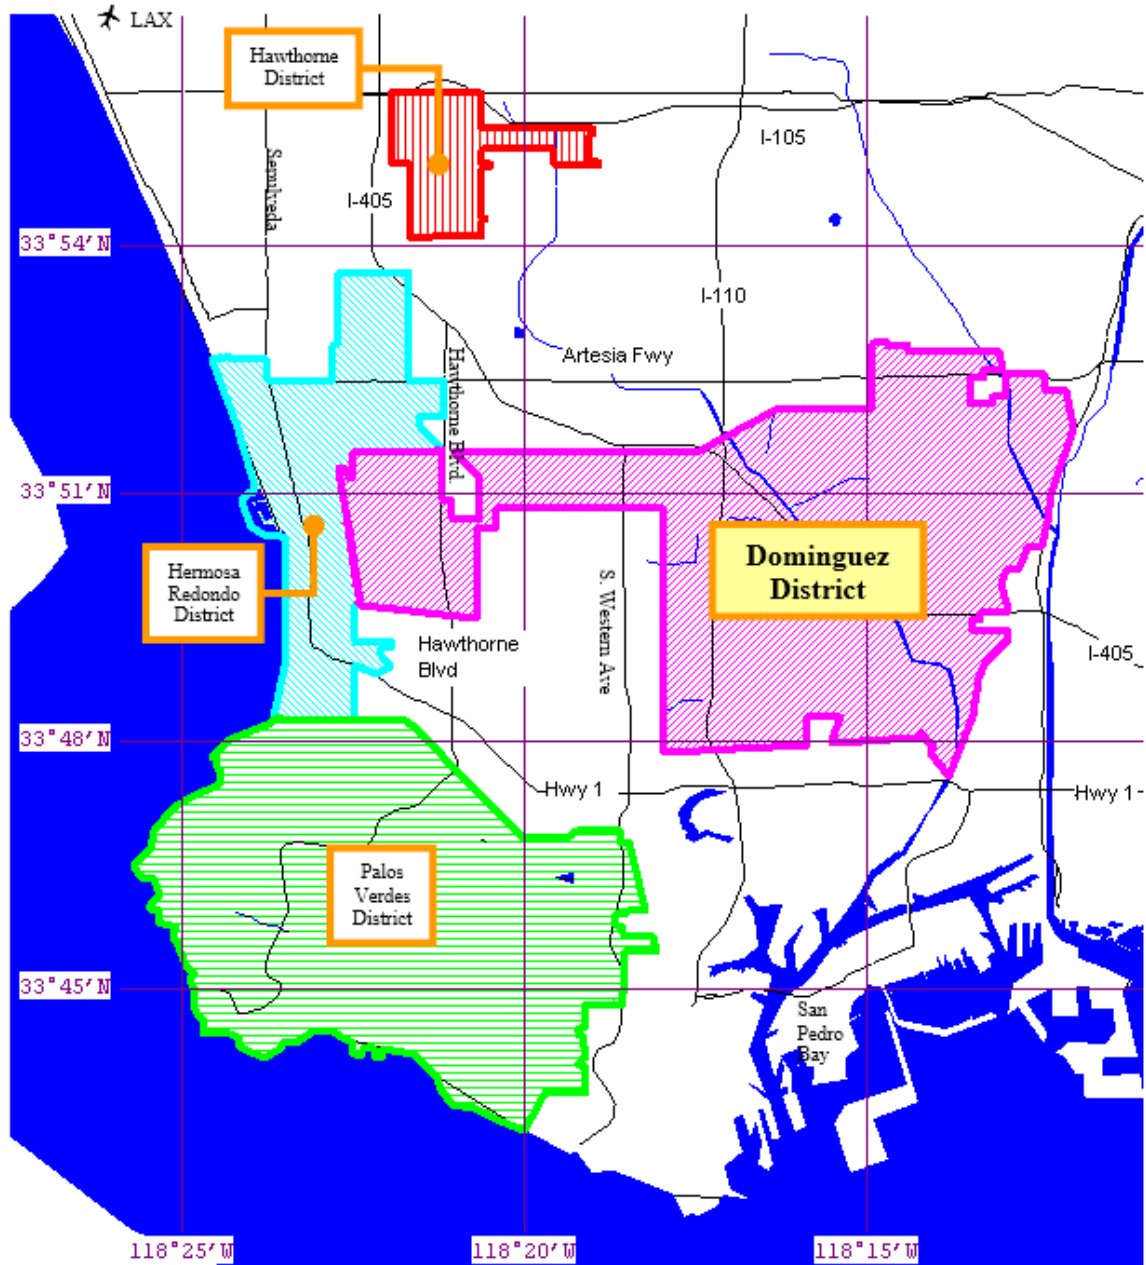 LAX
Hawthorne
District
I-105
Sepulveda
I-405
33°54′N
I-110
Artesia Fwy
Hawthorne Blvd.
33°51′N
Dominguez
District
Hermosa
Redondo
District
S. Western Ave
Hawthorne
Blvd
I-405
33°48′N
Hwy 1
Hwy 1
Palos
Verdes
District
33°45′N
San
Pedro
Bay
118°25′W
118°20′W
118°15′W